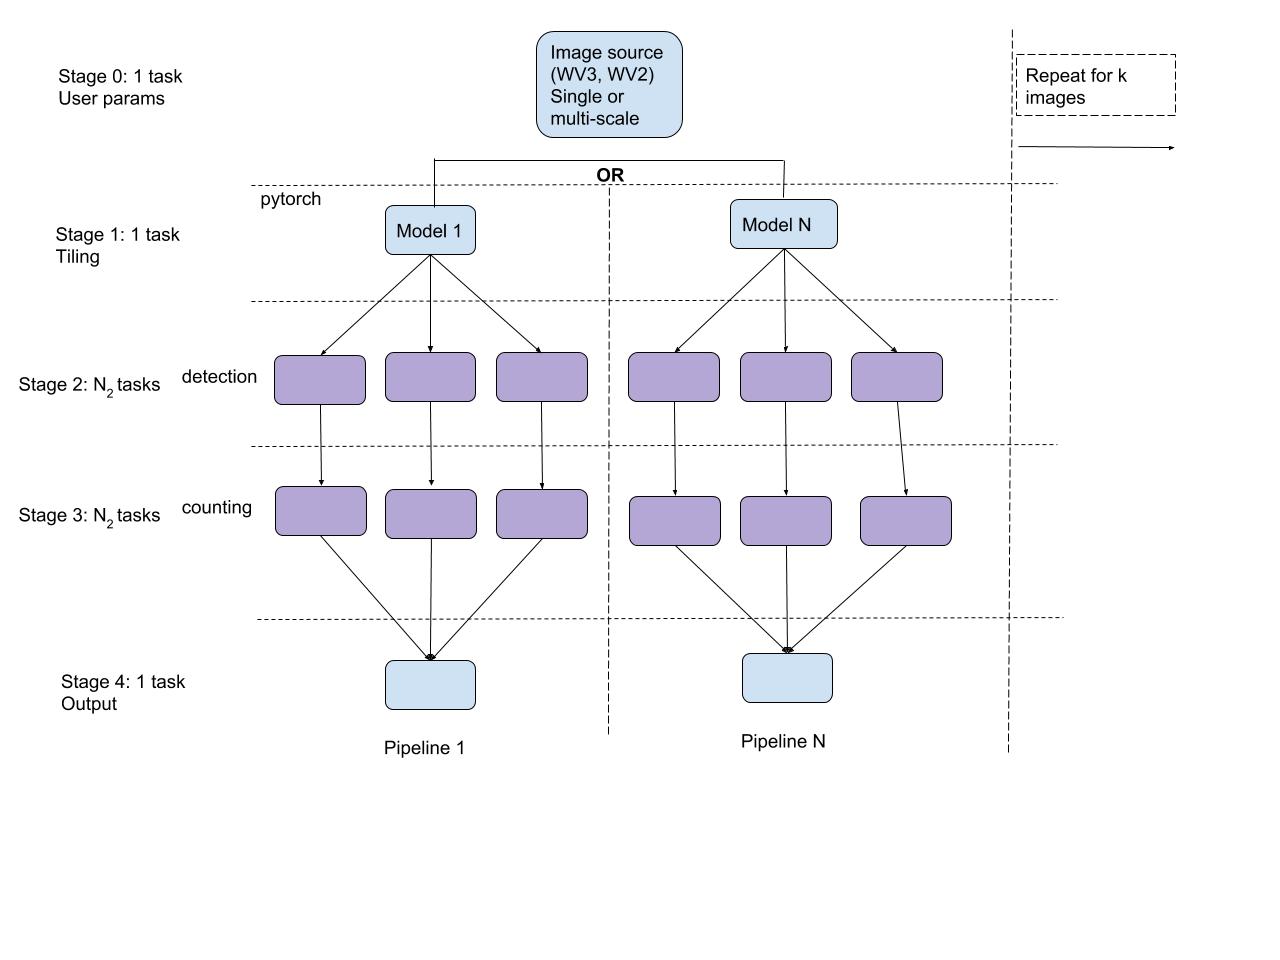 Stage 0: 1 task
User params
Image source
(WV3, WV2)
Single or
multi-scale
Repeat for k
images
OR
pytorch
Stage 1: 1 task
Tiling
Model 1
Model N
Stage 2: N2 tasks
detection
Stage 3: N2 tasks
counting
Stage 4: 1 task
Output
Pipeline 1
Pipeline N